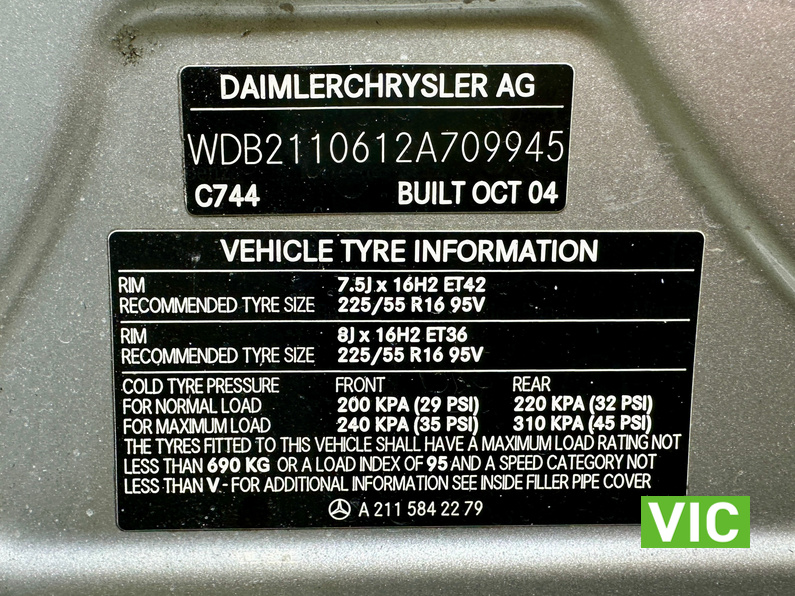 DAIMLERCHRYSLER AG
WDB2110612A709945
C744 BUILT OCT 04
VEHICLE TYRE INFORMATION
RIM 7.5J x 16H2 ET42
RECOMMENDED TYRE SIZE 225/55 R16 95V
RIM 8J x 16H2 ET36
RECOMMENDED TYRE SIZE 225/55 R16 95V
COLD TYRE PRESSURE FRONT REAR
FOR NORMAL LOAD 200 KPA (29 PSI) 220 KPA (32 PSI)
FOR MAXIMUM LOAD 240 KPA (35 PSI) 310 KPA (45 PSI)
THE TYRES FITTED TO THIS VEHICLE SHALL HAVE A MAXIMUM LOAD RATING NOT
LESS THAN 690 KG OR A LOAD INDEX OF 95 AND A SPEED CATEGORY NOT
LESS THAN V - FOR ADDITIONAL INFORMATION SEE INSIDE FILLER PIPE COVER
A 211 584 22 79
VIC